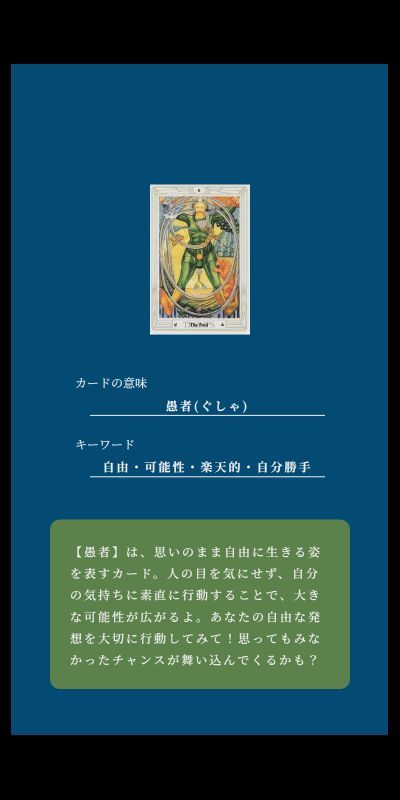 The Fool
カードの意味
愚者(ぐしゃ)
キーワード
自由・可能性・楽天的・自分勝手
【愚者】は、思いのまま自由に生きる姿
を表すカード。人の目を気にせず、自分
の気持ちに素直に行動することで、大き
な可能性が広がるよ。あなたの自由な発
想を大切に行動してみて！思ってもみな
かったチャンスが舞い込んでくるかも？